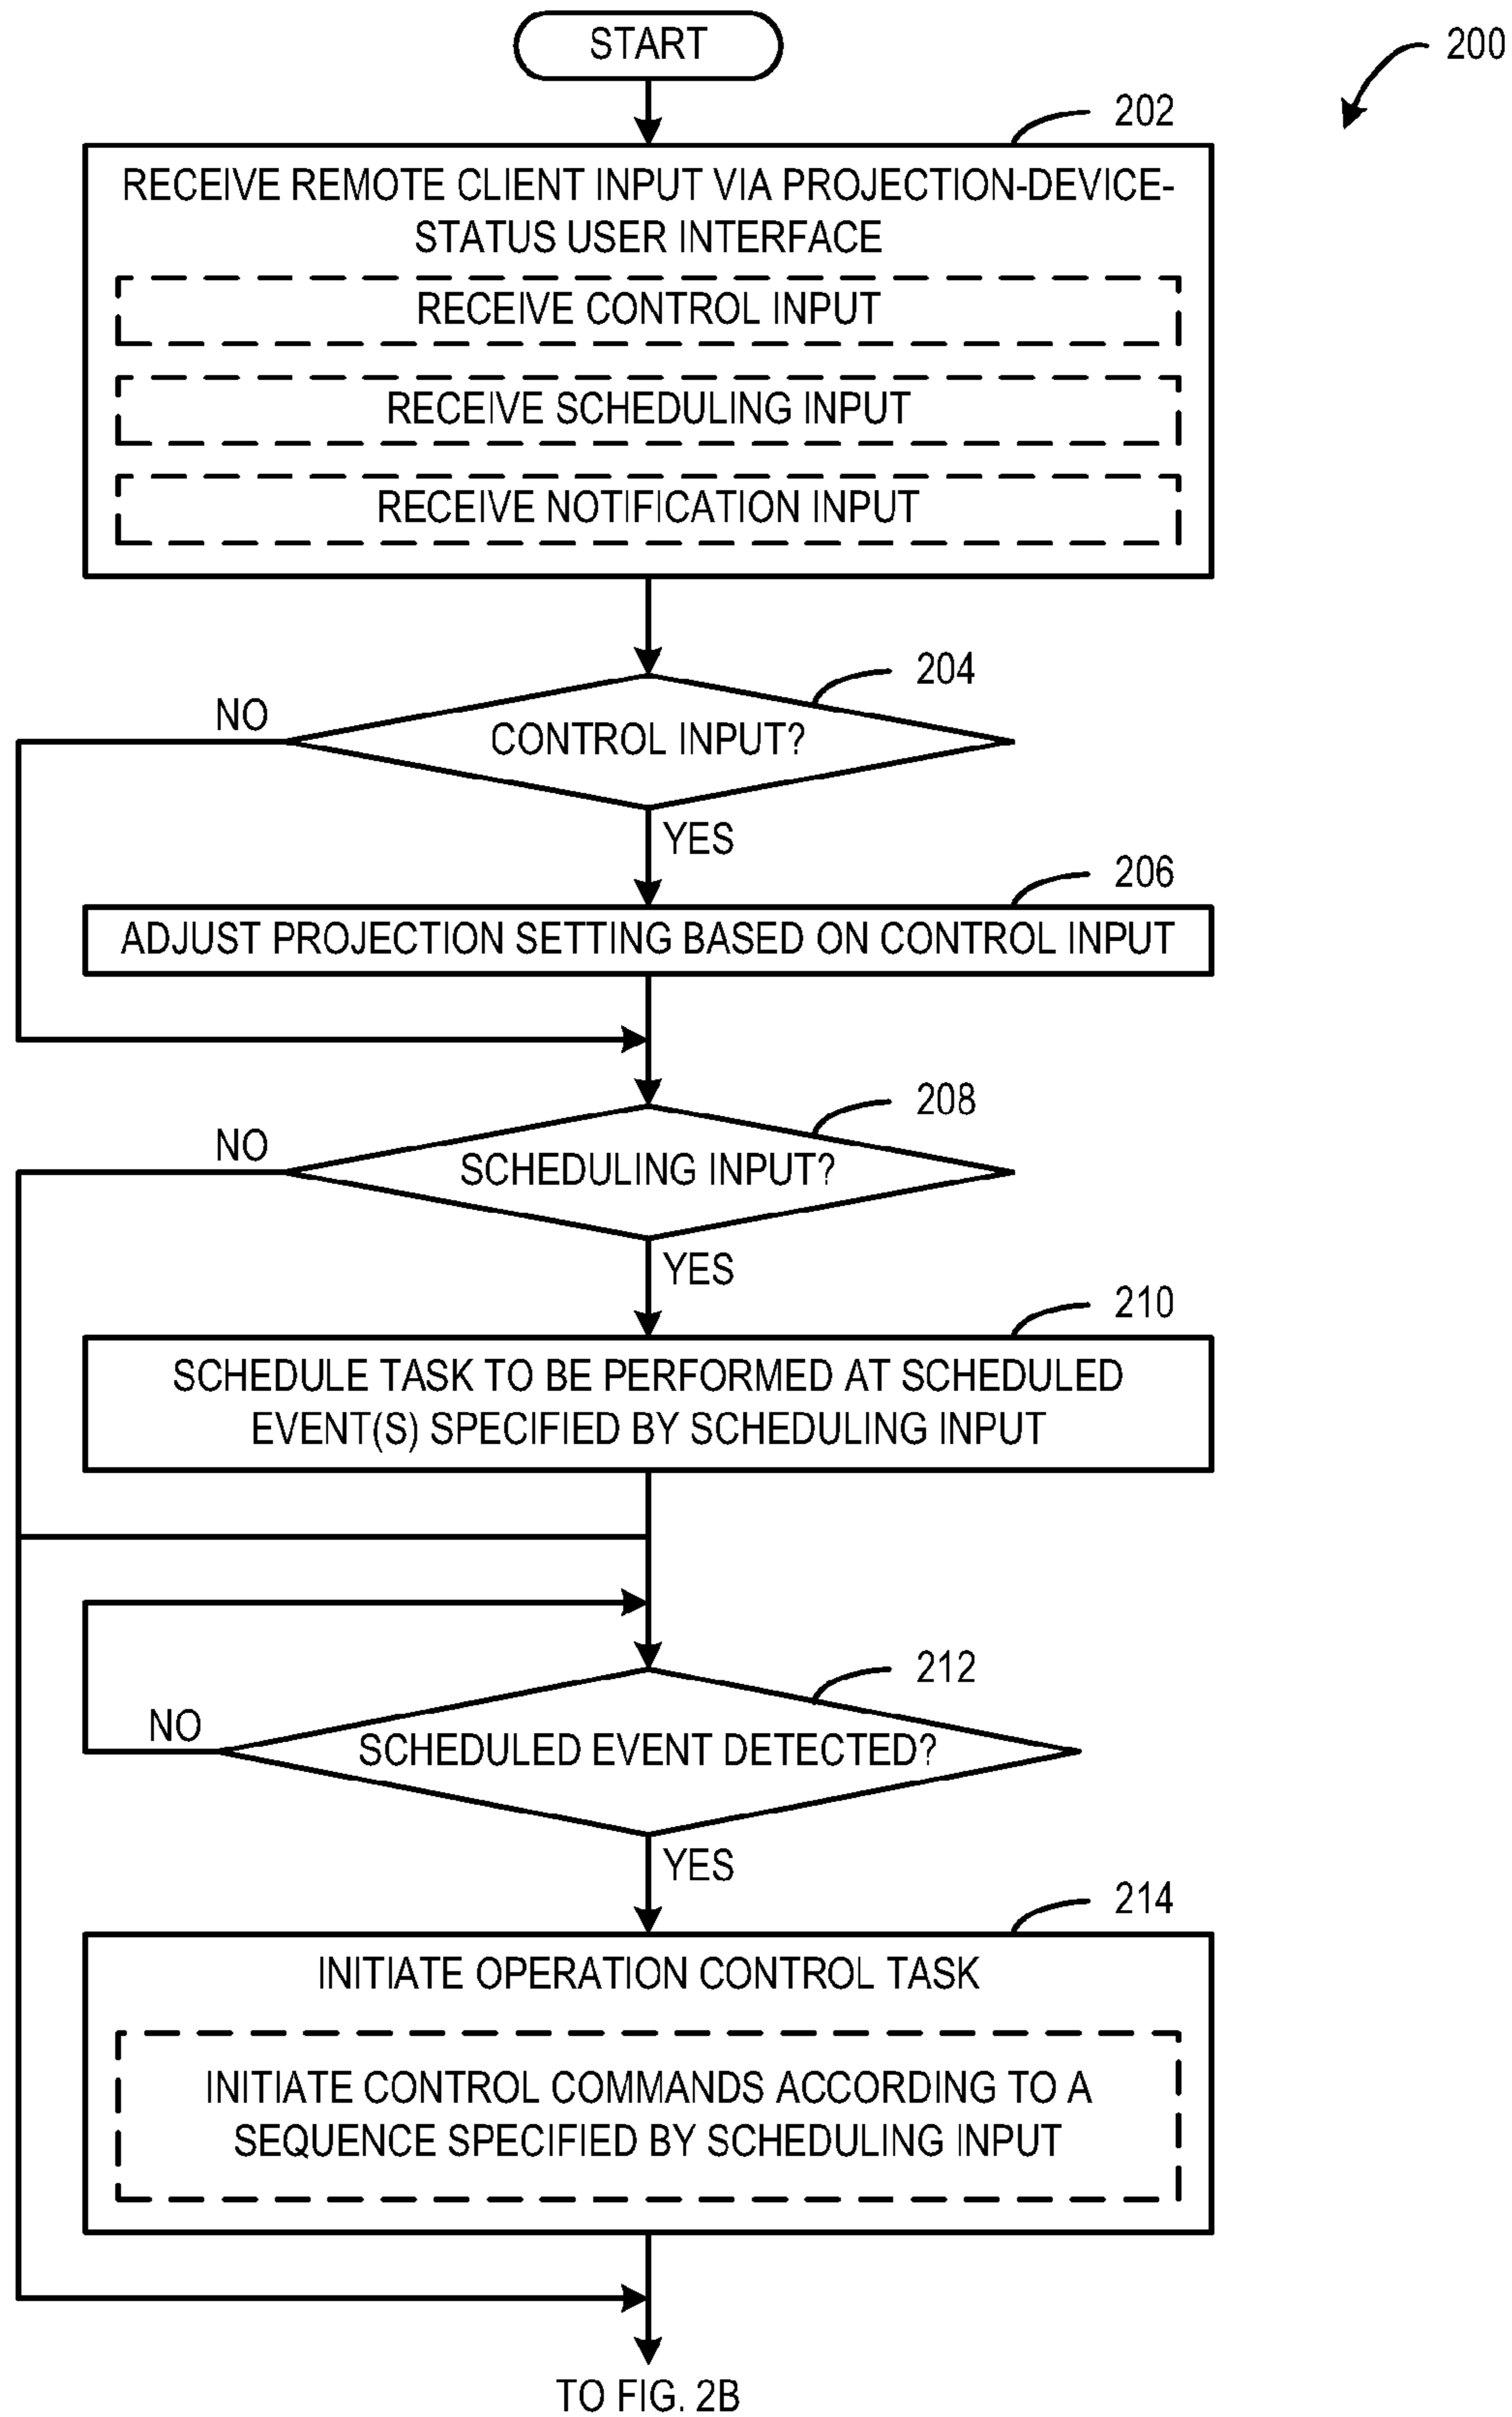 START
200
202
RECEIVE REMOTE CLIENT INPUT VIA PROJECTION-DEVICE-
STATUS USER INTERFACE
RECEIVE CONTROL INPUT
RECEIVE SCHEDULING INPUT
RECEIVE NOTIFICATION INPUT
204
NO
CONTROL INPUT?
YES
206
ADJUST PROJECTION SETTING BASED ON CONTROL INPUT
208
NO
SCHEDULING INPUT?
YES
210
SCHEDULE TASK TO BE PERFORMED AT SCHEDULED
EVENT(S) SPECIFIED BY SCHEDULING INPUT
212
NO
SCHEDULED EVENT DETECTED?
YES
214
INITIATE OPERATION CONTROL TASK
INITIATE CONTROL COMMANDS ACCORDING TO A
SEQUENCE SPECIFIED BY SCHEDULING INPUT
TO FIG. 2B